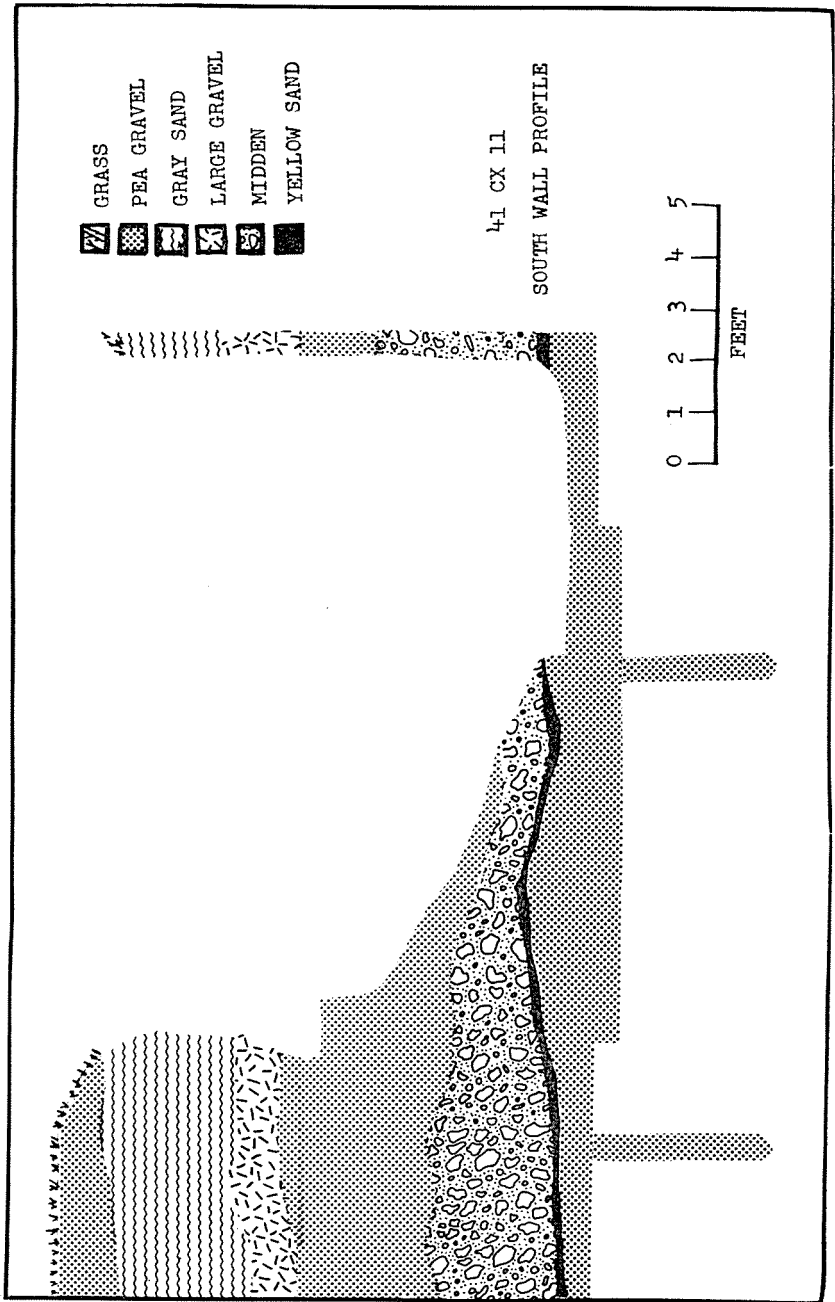 GRASS
PEA GRAVEL
GRAY SAND
LARGE GRAVEL
MIDDEN
YELLOW SAND
41 CX 11
SOUTH WALL PROFILE
0 1 2 3 4 5
FEET